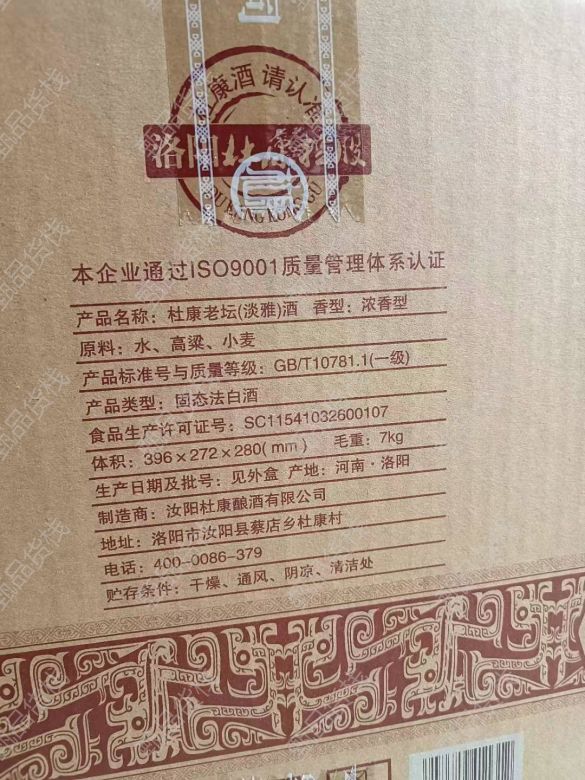 杜康酒 请认准
洛阳杜康控股
DUKANG KONGGU
本企业通过ISO9001质量管理体系认证
产品名称：杜康老坛(淡雅)酒 香型：浓香型
原料：水、高粱、小麦
产品标准号与质量等级：GB/T10781.1(一级)
产品类型：固态法白酒
食品生产许可证号：SC11541032600107
体积：396×272×280(mm) 毛重：7kg
生产日期及批号：见外盒 产地：河南·洛阳
制造商：汝阳杜康酿酒有限公司
地址：洛阳市汝阳县蔡店乡杜康村
电话：400-0086-379
贮存条件：干燥、通风、阴凉、清洁处